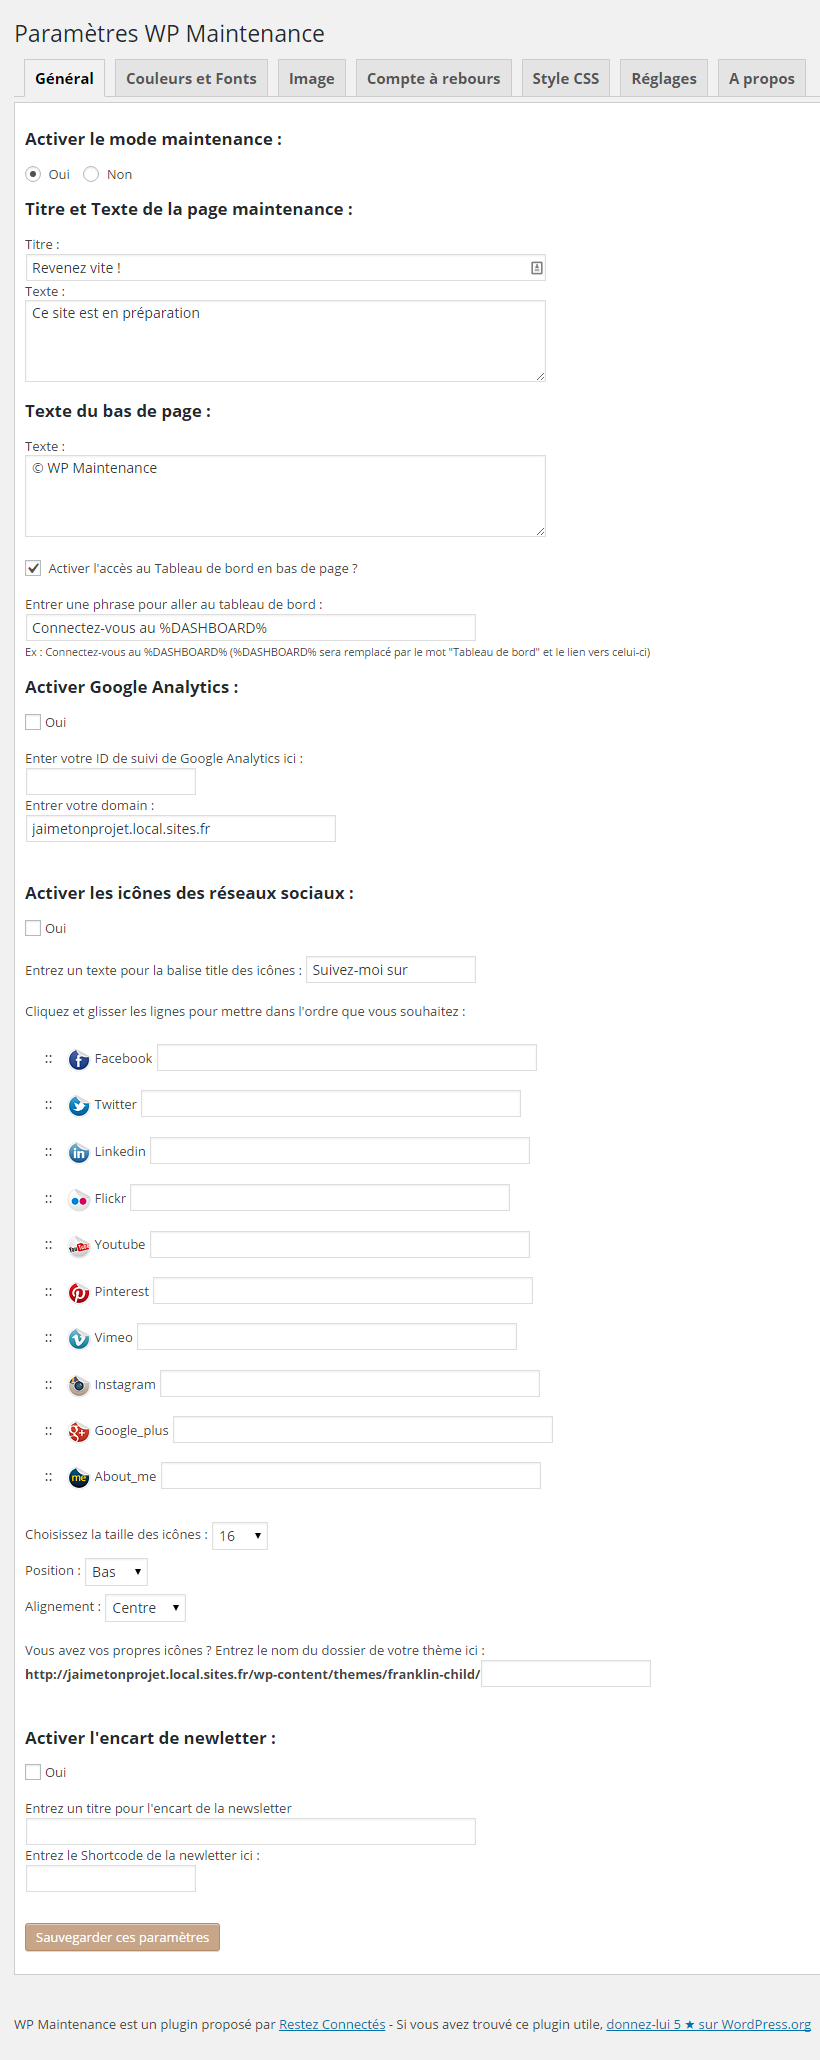 Paramètres WP Maintenance
Général Couleurs et Fonts Image Compte à rebours Style CSS Réglages A propos
Activer le mode maintenance :
Oui Non
Titre et Texte de la page maintenance :
Titre :
Revenez vite !
Texte :
Ce site est en préparation
Texte du bas de page :
Texte :
© WP Maintenance
Activer l'accès au Tableau de bord en bas de page ?
Entrer une phrase pour aller au tableau de bord :
Connectez-vous au %DASHBOARD%
Ex : Connectez-vous au %DASHBOARD% (%DASHBOARD% sera remplacé par le mot "Tableau de bord" et le lien vers celui-ci)
Activer Google Analytics :
Oui
Enter votre ID de suivi de Google Analytics ici :
Entrer votre domain :
jaimetonprojet.local.sites.fr
Activer les icônes des réseaux sociaux :
Oui
Entrez un texte pour la balise title des icônes : Suivez-moi sur
Cliquez et glisser les lignes pour mettre dans l'ordre que vous souhaitez :
:: Facebook
:: Twitter
:: Linkedin
:: Flickr
:: Youtube
:: Pinterest
:: Vimeo
:: Instagram
:: Google_plus
:: About_me
Choisissez la taille des icônes : 16
Position : Bas
Alignement : Centre
Vous avez vos propres icônes ? Entrez le nom du dossier de votre thème ici :
http://jaimetonprojet.local.sites.fr/wp-content/themes/franklin-child/
Activer l'encart de newletter :
Oui
Entrez un titre pour l'encart de la newsletter
Entrez le Shortcode de la newletter ici :
Sauvegarder ces paramètres
WP Maintenance est un plugin proposé par Restez Connectés - Si vous avez trouvé ce plugin utile, donnez-lui 5 ★ sur WordPress.org